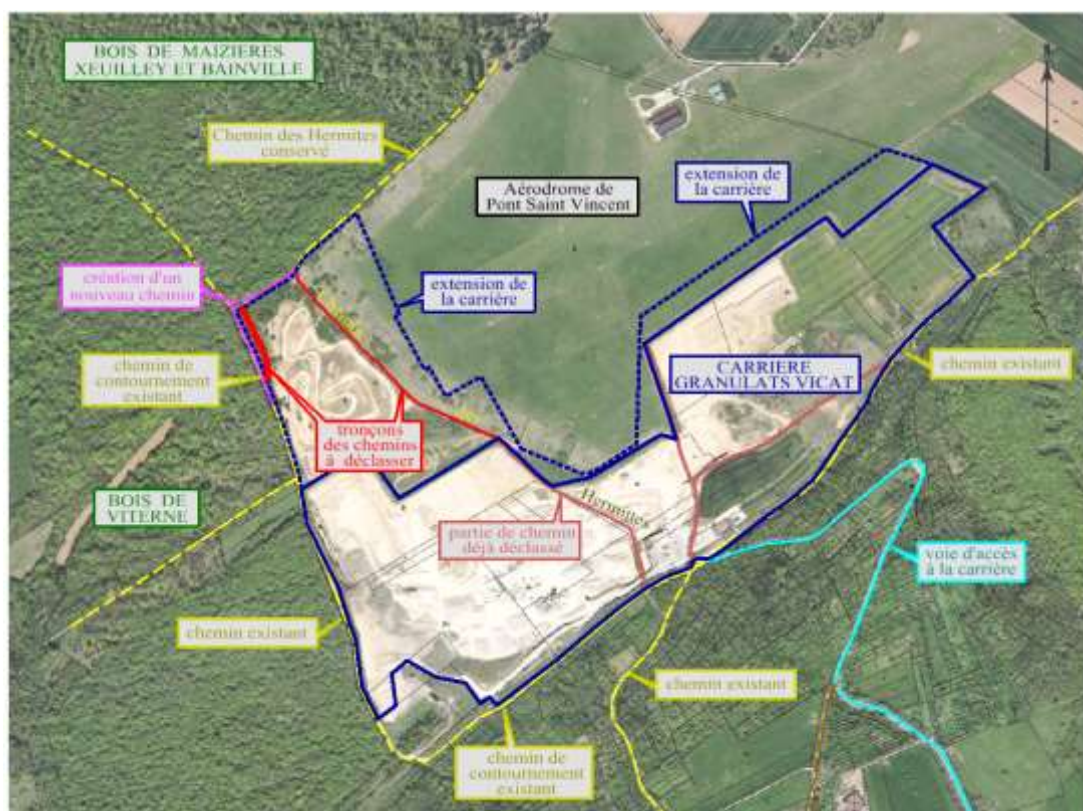 BOIS DE MAIZIERES
XEUILLEY ET BAINVILLE
Chemin des Hermites
conservé
Aérodrome de
Pont Saint Vincent
extension de
la carrière
création d'un
nouveau chemin
extension de
la carrière
chemin de
contournement
existant
CARRIERE
GRANULATS VICAT
chemin existant
tronçons
des chemins
à déclasser
BOIS DE
VITERNE
Hermites
partie de chemin
déjà déclassé
voie d'accès
à la carrière
chemin existant
chemin existant
chemin de
contournement
existant